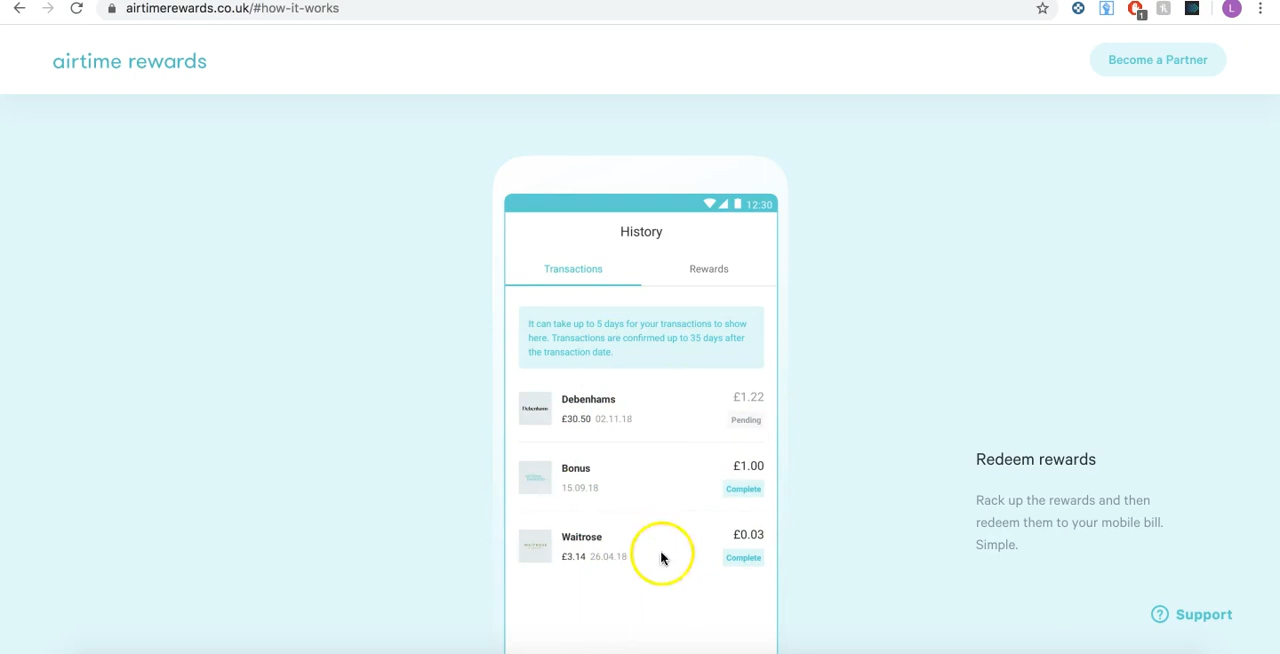 airtimerewards.co.uk/#how-it-works
L
1
airtime rewards
Become a Partner
12:30
History
Transactions
Rewards
It can take up to 5 days for your transactions to show
here. Transactions are confirmed up to 35 days after
the transaction date.
Debenhams
Debenhams
£1.22
£30.50 02.11.18
Pending
Bonus
£1.00
15.09.18
Complete
Waitrose
£0.03
£3.14 26.04.18
Complete
Redeem rewards
Rack up the rewards and then
redeem them to your mobile bill.
Simple.
? Support